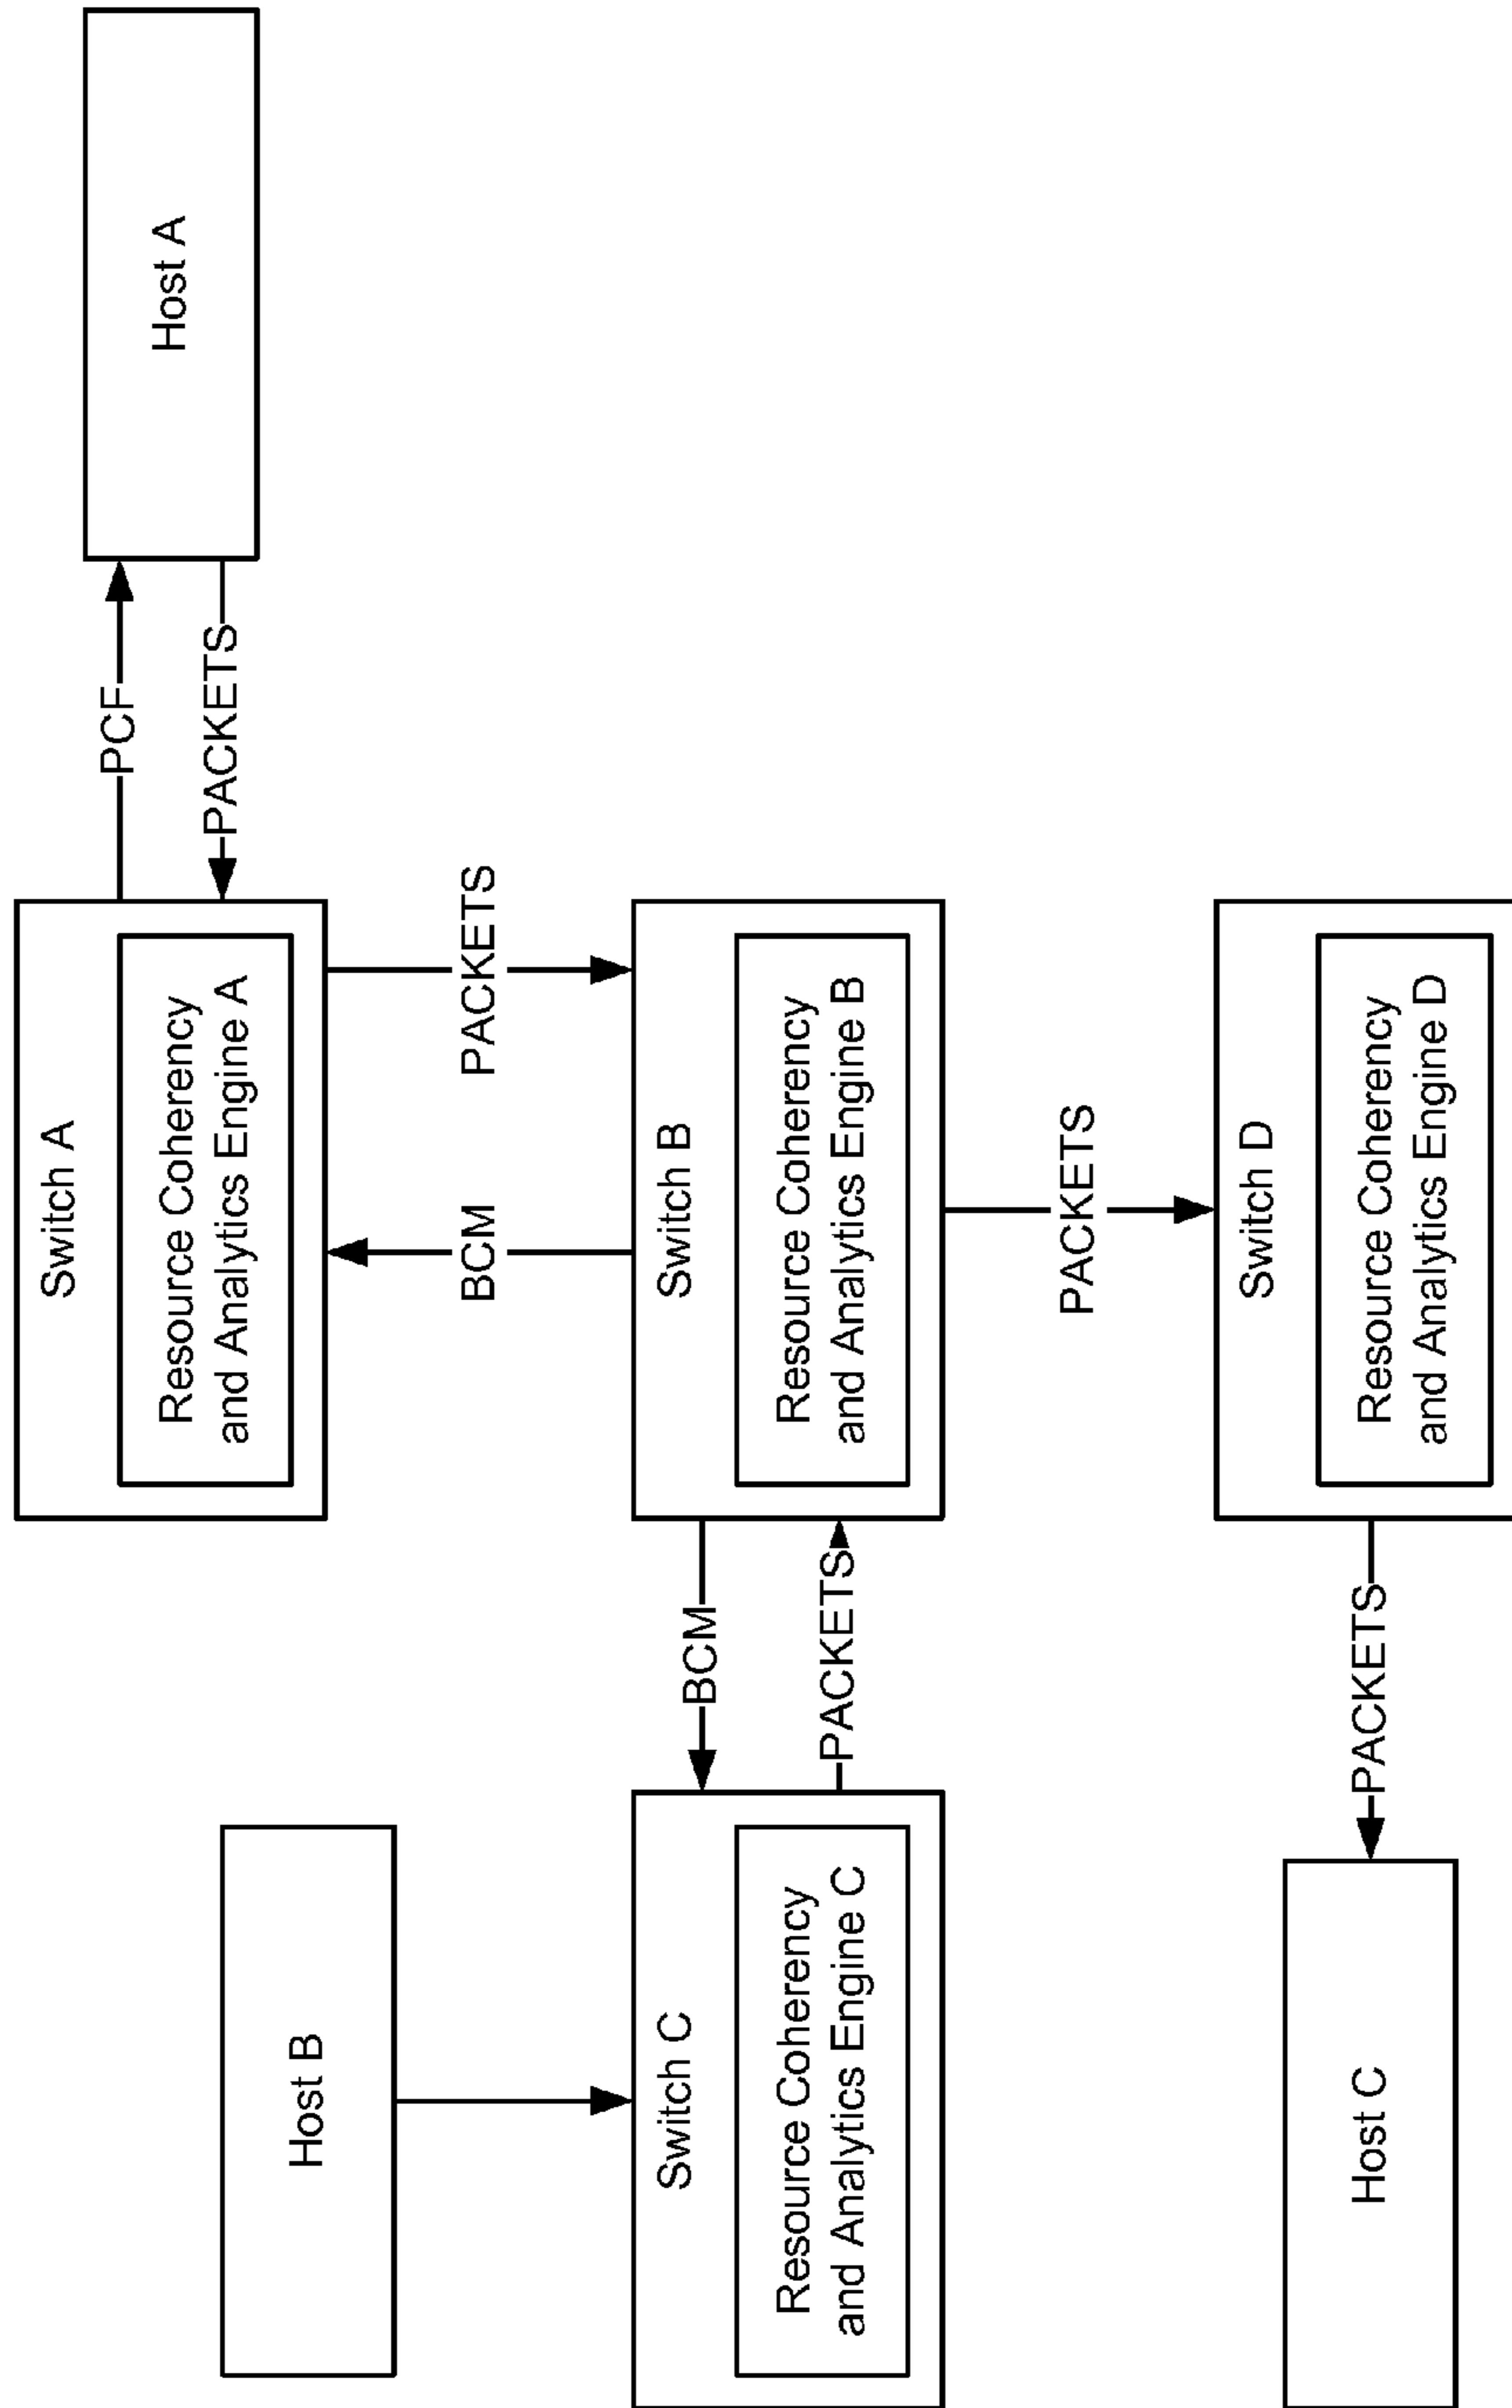 Switch A
Resource Coherency
and Analytics Engine A
PCF
PACKETS
Host A
Host B
BCM
PACKETS
Switch C
Resource Coherency
and Analytics Engine C
BCM
PACKETS
Switch B
Resource Coherency
and Analytics Engine B
PACKETS
Host C
PACKETS
Switch D
Resource Coherency
and Analytics Engine D